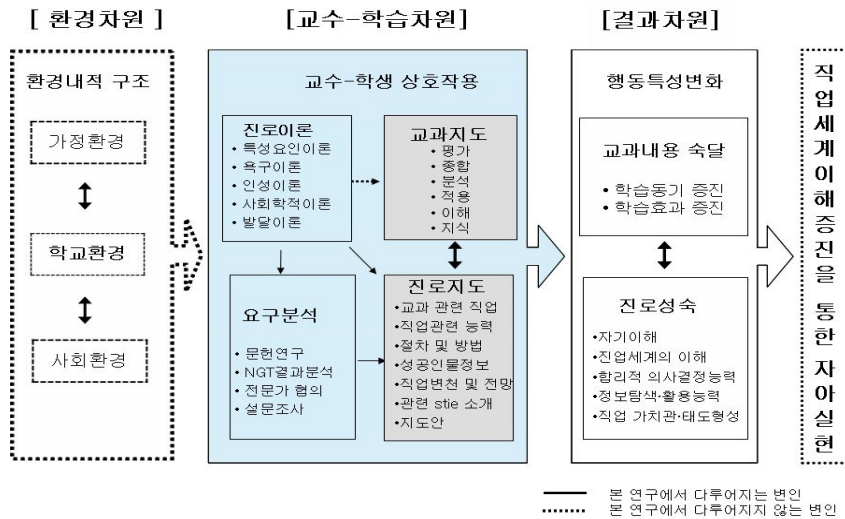 [ 환경차원 ]
[교수-학습차원]
[결과차원]
환경내적 구조
가정환경
학교환경
사회환경
교수-학생 상호작용
진로이론
• 특성요인이론
• 욕구이론
• 인성이론
• 사회학적이론
• 발달이론
교과지도
• 평가
• 종합
• 분석
• 적용
• 이해
• 지식
요구분석
• 문헌연구
• NGT결과분석
• 전문가 협의
• 설문조사
진로지도
•교과 관련 직업
•직업관련 능력
•절차 및 방법
•성공인물정보
•직업변천 및 전망
•관련 stie 소개
•지도안
행동특성변화
교과내용 숙달
• 학습동기 증진
• 학습효과 증진
진로성숙
•자기이해
•진업세계의 이해
•합리적 의사결정능력
•정보탐색·활용능력
•직업 가치관·태도형성
직업세계이해증진을 통한 자아실현
본 연구에서 다루어지는 변인
본 연구에서 다루어지지 않는 변인